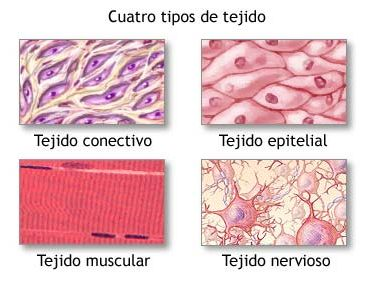 Cuatro tipos de tejido
Tejido conectivo
Tejido epitelial
Tejido muscular
Tejido nervioso